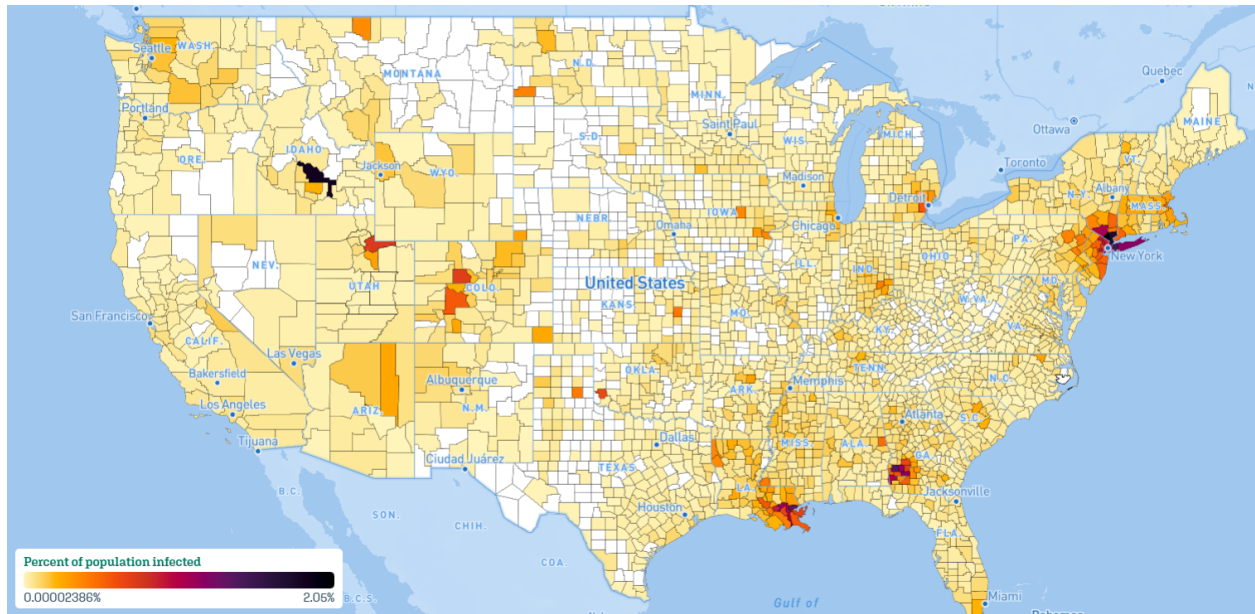 Quebec
WASH.
Seattle
MONTANA
N.D.
MINN.
MAINE
Portland
Saint Paul
Ottawa
ORE.
IDAHO
Jackson
WYO.
S.D.
WIS.
MICH.
Toronto
VT.
N.Y.
Albany
MASS
Madison
Detroit
IOWA
Chicago
NEBR.
Omaha
PA.
New York
NEV.
UTAH
COLO.
United States
ILL.
IND.
OHIO
MD.
San Francisco
KANS.
MO.
W.VA.
VA.
CALIF.
Las Vegas
KY.
Bakersfield
Albuquerque
OKLA.
TENN.
N.C.
Los Angeles
ARIZ.
N.M.
ARK.
Memphis
Atlanta
S.C.
Tijuana
Dallas
MISS.
ALA.
GA.
Ciudad Juárez
TEXAS
LA.
B.C.
SON.
Houston
Jacksonville
CHIH.
FLA.
COA.
Percent of population infected
0.00002386%
2.05%
B.C.S.
Miami
Gulf of